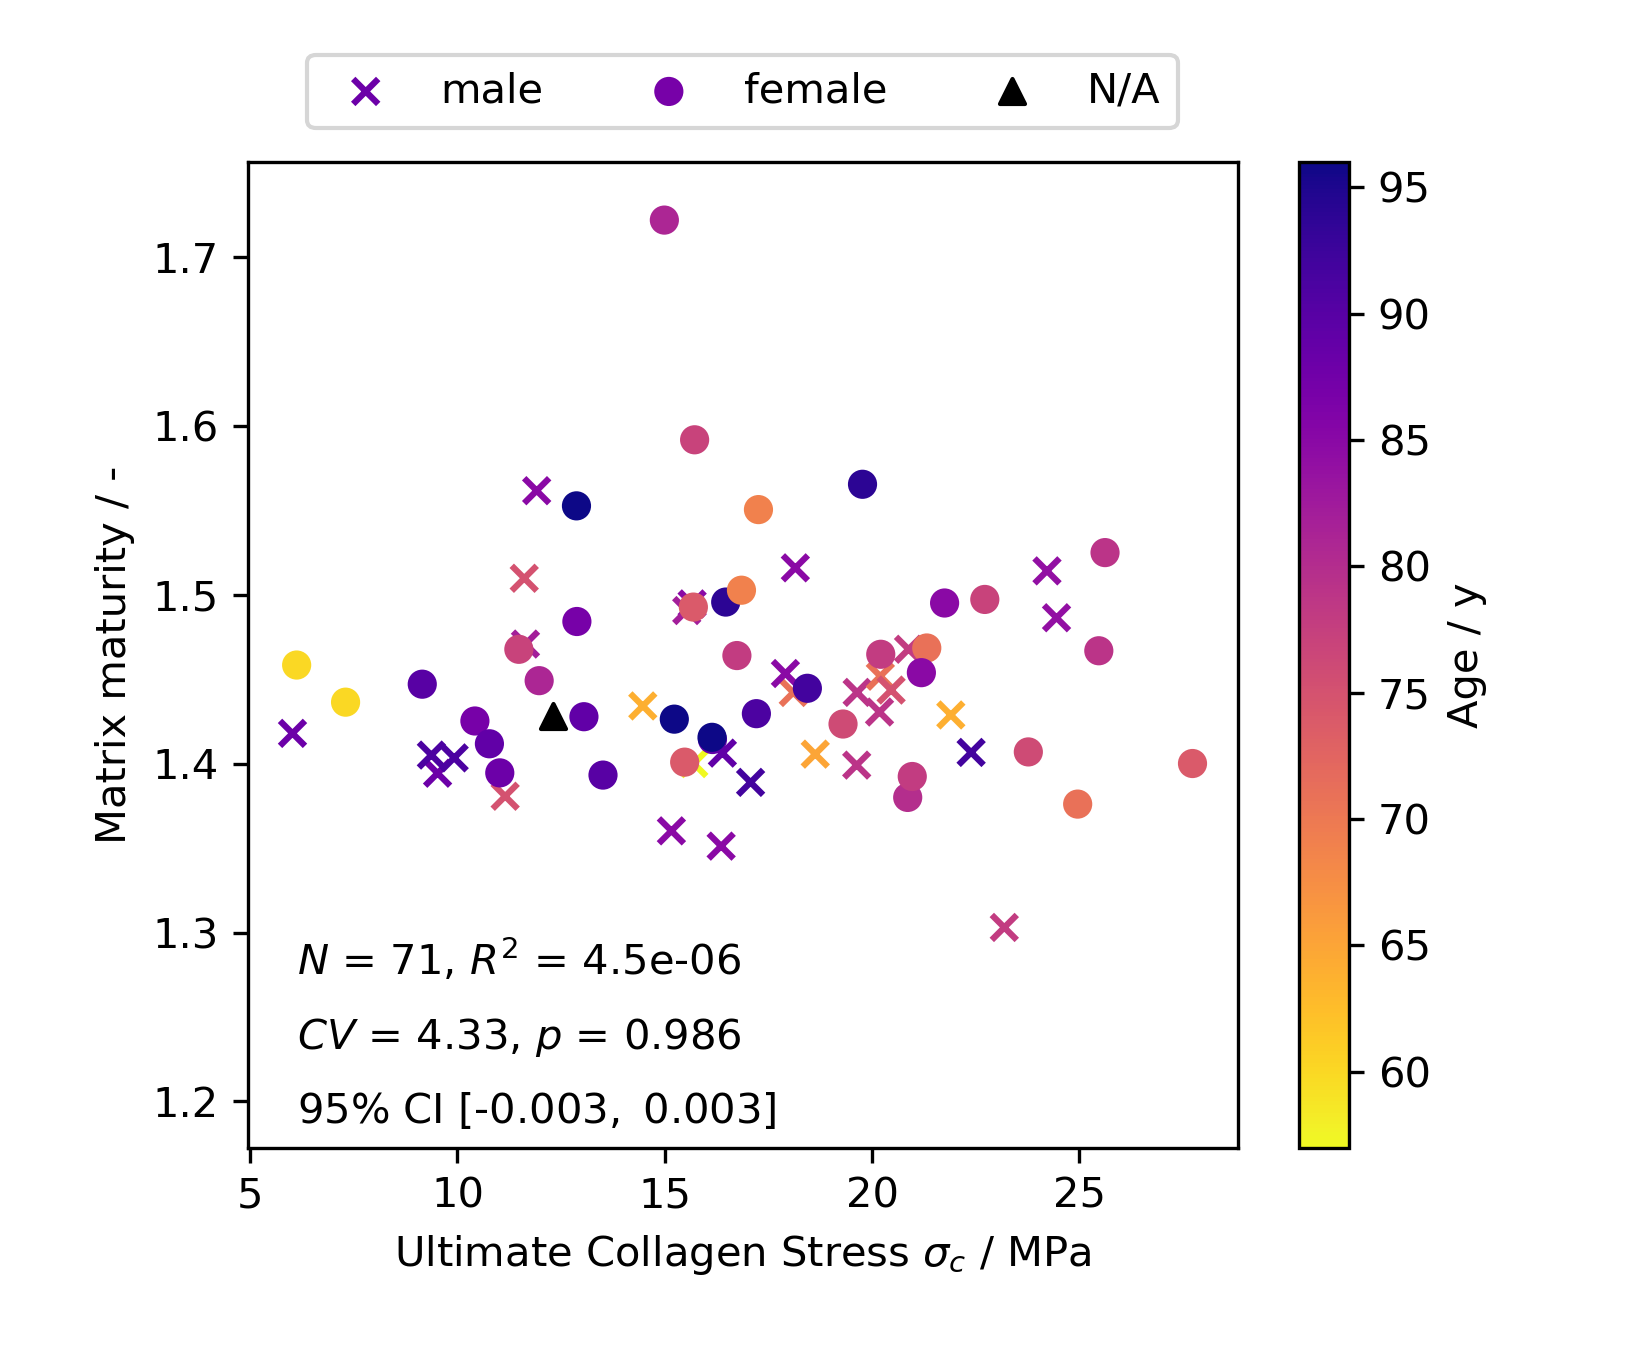 male female N/A
1.7
1.6
1.5
1.4
1.3
1.2
Matrix maturity / -
N = 71, R² = 4.5e-06
CV = 4.33, p = 0.986
95% CI [-0.003, 0.003]
5 10 15 20 25
Ultimate Collagen Stress σc / MPa
95
90
85
80
75
70
65
60
Age / y